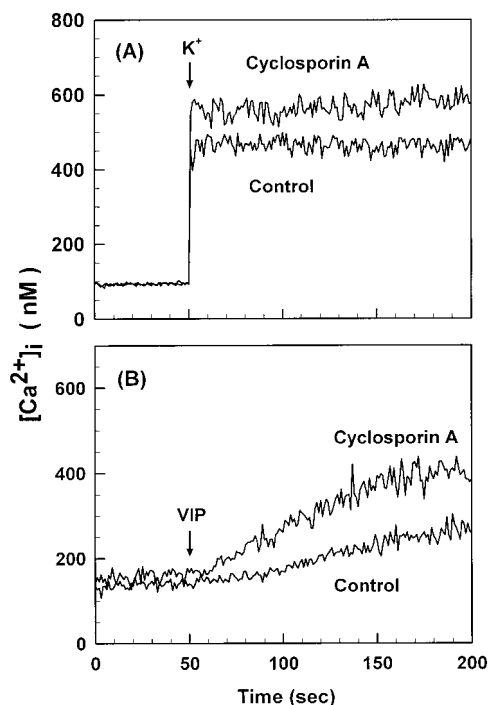 800
(A)
K+
Cyclosporin A
600
400
Control
200
0
[Ca2+]i ( nM )
(B)
600
Cyclosporin A
400
VIP
200
Control
0
0 50 100 150 200
Time (sec)